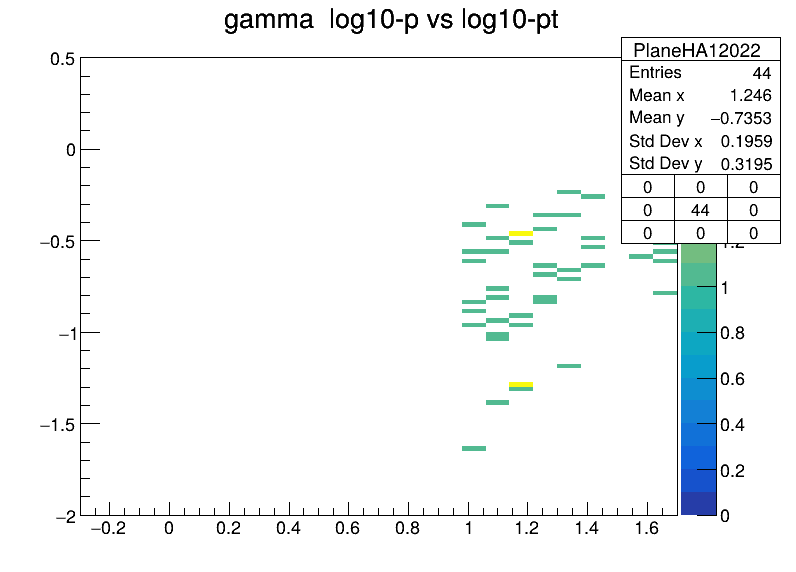 gamma  log10-p vs log10-pt
PlaneHA12022
Entries 44
Mean x 1.246
Mean y −0.7353
Std Dev x 0.1959
Std Dev y 0.3195
0 0 0
0 44 0
0 0 0
0.5
0
−0.5
−1
−1.5
−2
−0.2 0 0.2 0.4 0.6 0.8 1 1.2 1.4 1.6
1.2
1
0.8
0.6
0.4
0.2
0